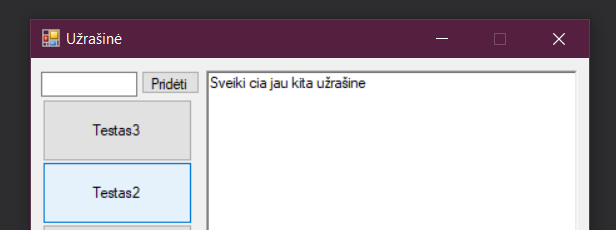 Užrašinė
Pridėti
Sveiki cia jau kita užrašine
Testas3
Testas2